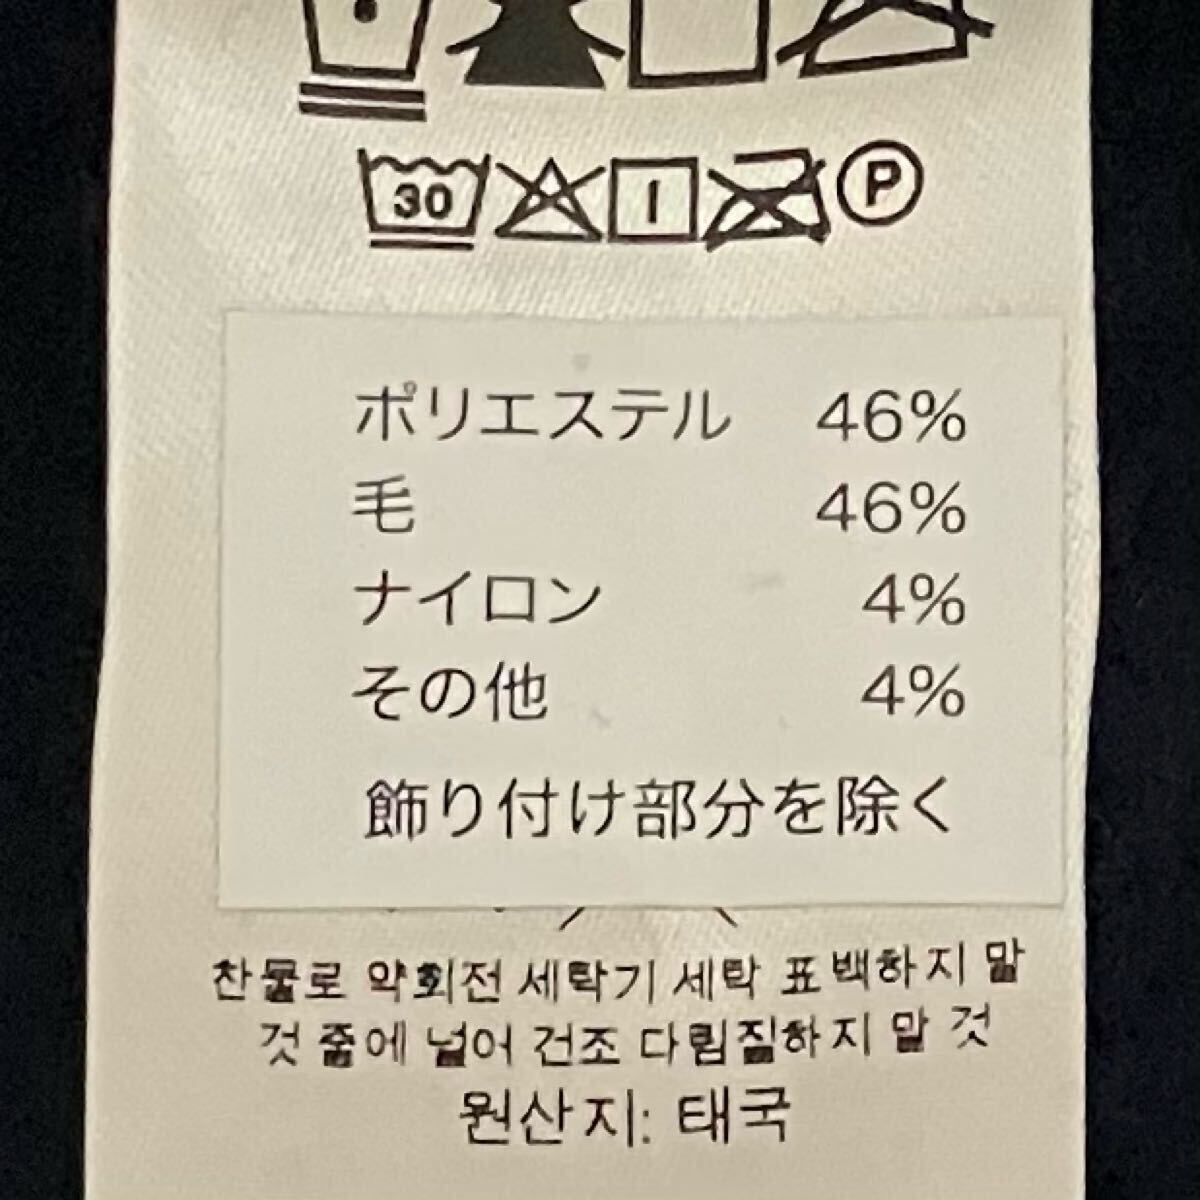 30 P
ポリエステル 46%
毛 46%
ナイロン 4%
その他 4%
飾り付け部分を除く
찬물로 약회전 세탁기 세탁 표백하지 말
것 줄에 널어 건조 다림질하지 말 것
원산지: 태국